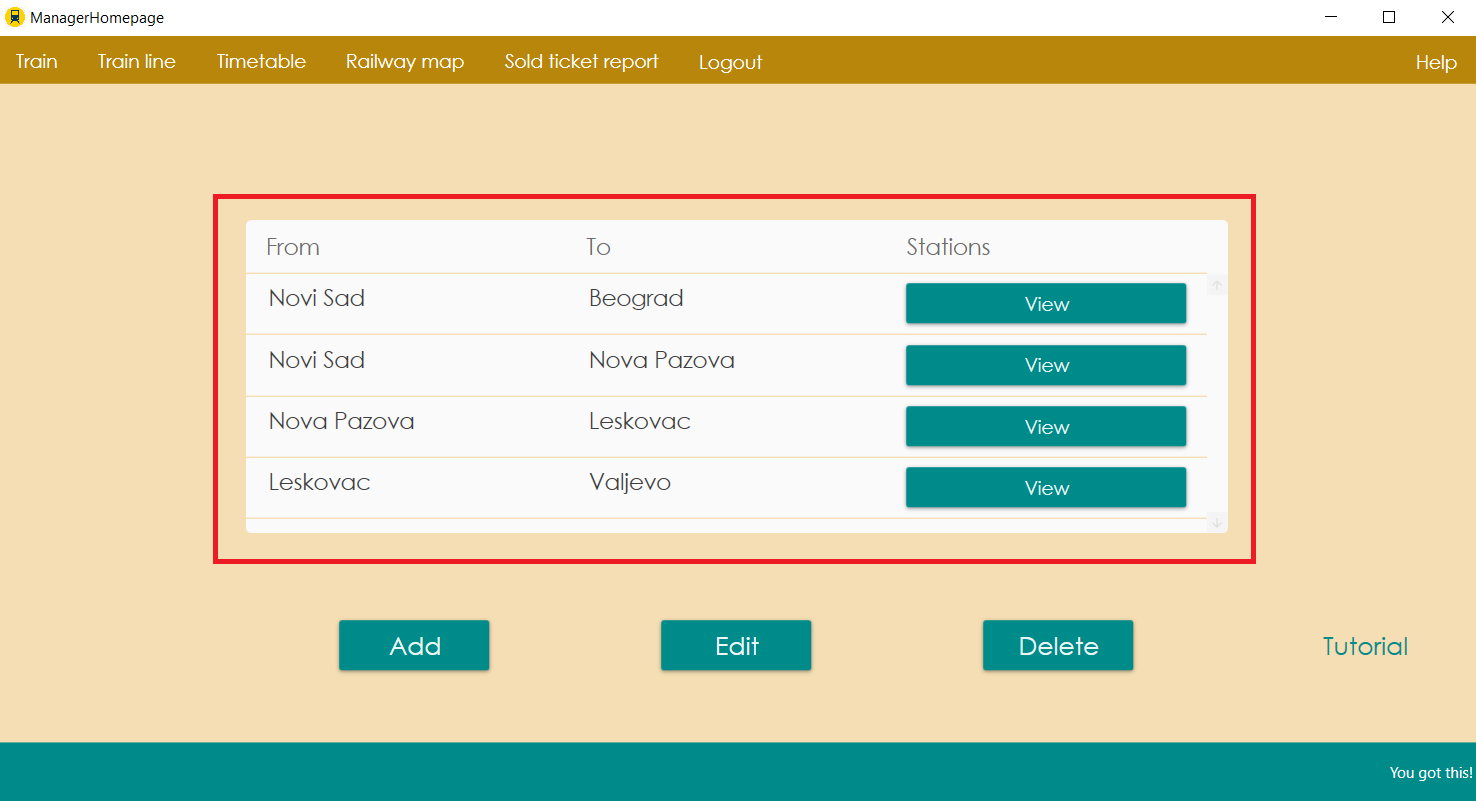 ManagerHomepage
Train Train line Timetable Railway map Sold ticket report Logout Help
From To Stations
Novi Sad Beograd View
Novi Sad Nova Pazova View
Nova Pazova Leskovac View
Leskovac Valjevo View
Add Edit Delete Tutorial
You got this!